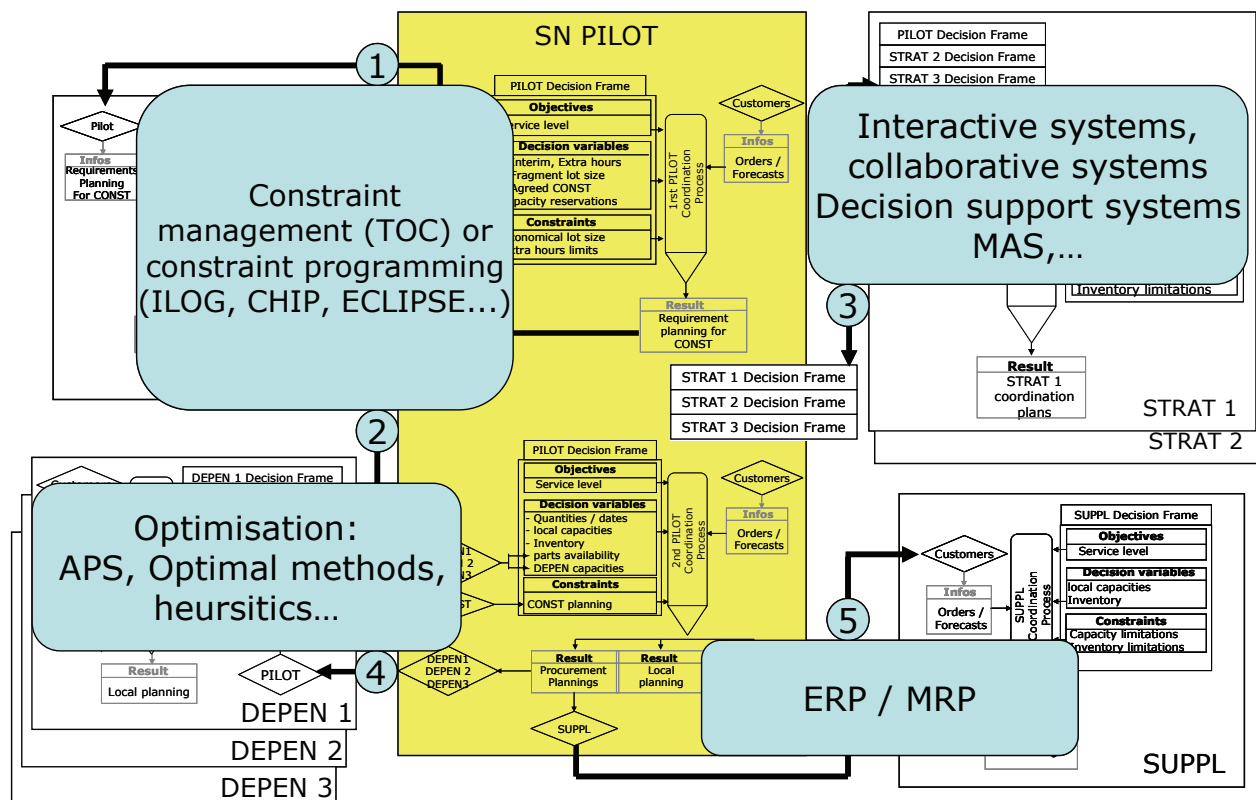 SN PILOT
1
Pilot
Infos
Requirements
Planning
For CONST
Constraint
management (TOC) or
constraint programming
(ILOG, CHIP, ECLIPSE...)
PILOT Decision Frame
Objectives
Service level
Decision variables
Interim, Extra hours
Fragment lot size
Agreed CONST
capacity reservations
Constraints
Economical lot size
Extra hours limits
1rst PILOT
Coordination
Process
Customers
Infos
Orders /
Forecasts
Result
Requirement
planning for
CONST
PILOT Decision Frame
STRAT 2 Decision Frame
STRAT 3 Decision Frame
Interactive systems,
collaborative systems
Decision support systems
MAS,...
Inventory limitations
3
Result
STRAT 1
coordination
plans
STRAT 1
STRAT 2
STRAT 1 Decision Frame
STRAT 2 Decision Frame
STRAT 3 Decision Frame
2
DEPEN 1 Decision Frame
Customers
Optimisation:
APS, Optimal methods,
heursitics...
Result
Local planning
PILOT
4
DEPEN 1
DEPEN 2
DEPEN 3
PILOT Decision Frame
Objectives
Service level
Decision variables
- Quantities / dates
- local capacities
- Inventory
parts availability
DEPEN capacities
Constraints
CONST planning
2nd PILOT
Coordination
Process
Customers
Infos
Orders /
Forecasts
N1
N 2
N3
ST
DEPEN1
DEPEN 2
DEPEN3
Result
Procurement
Plannings
Result
Local
planning
SUPPL
ERP / MRP
5
SUPPL Decision Frame
Objectives
Service level
Decision variables
local capacities
Inventory
Constraints
Capacity limitations
Inventory limitations
Customers
Infos
Orders /
Forecasts
SUPPL
Coordination
Process
SUPPL